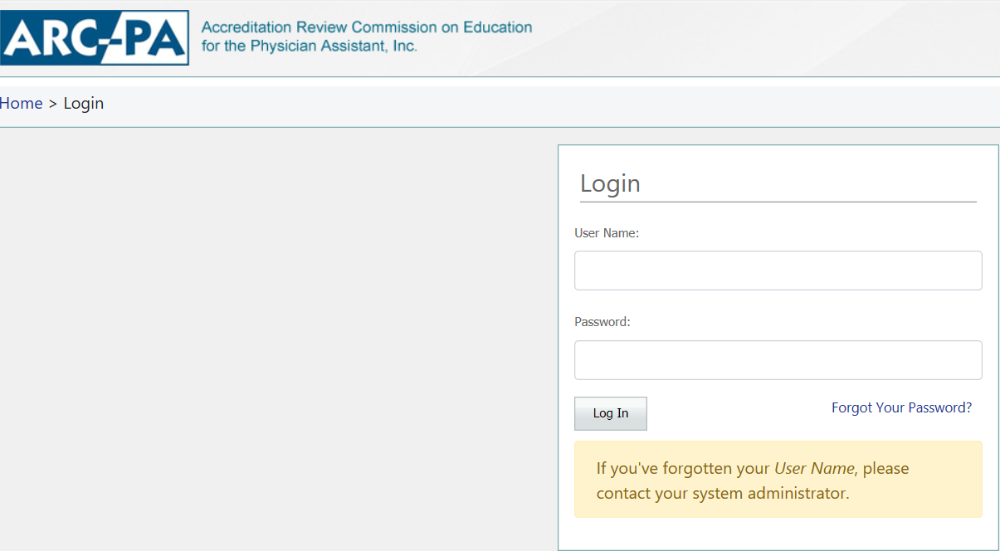 ARC-PA
Accreditation Review Commission on Education
for the Physician Assistant, Inc.
Home > Login
Login
User Name:
Password:
Log In
Forgot Your Password?
If you've forgotten your User Name, please
contact your system administrator.